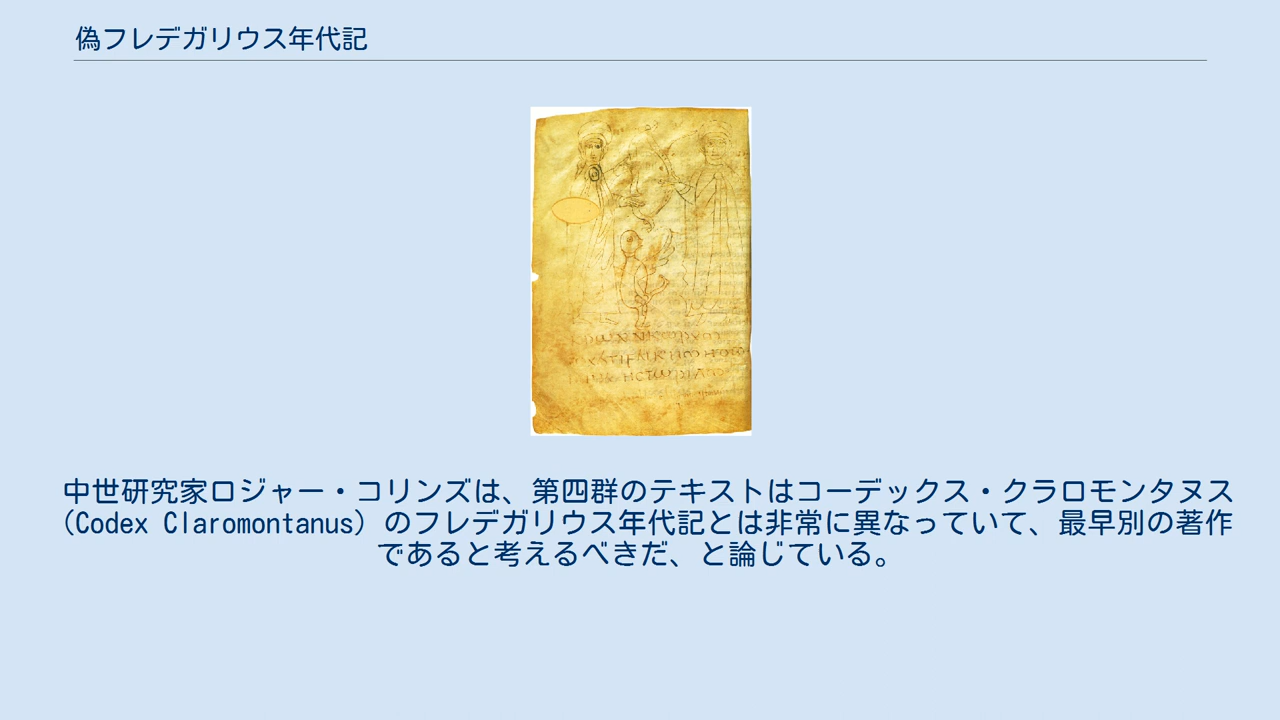 偽フレデガリウス年代記
中世研究家ロジャー・コリンズは、第四群のテキストはコーデックス・クラロモンタヌス
(Codex Claromontanus) のフレデガリウス年代記とは非常に異なっていて、最早別の著作
であると考えるべきだ、と論じている。